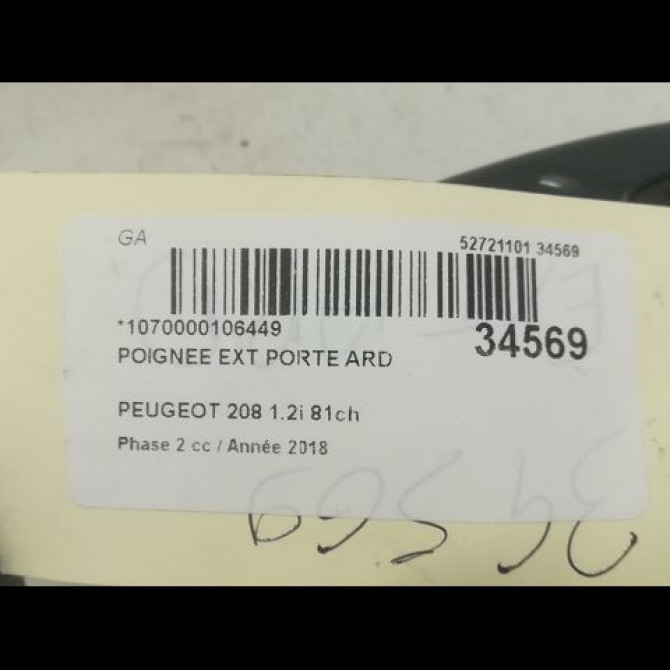 GA
52721101 34569
*1070000106449
34569
POIGNEE EXT PORTE ARD
PEUGEOT 208 1.2i 81ch
Phase 2 cc / Année 2018
34569